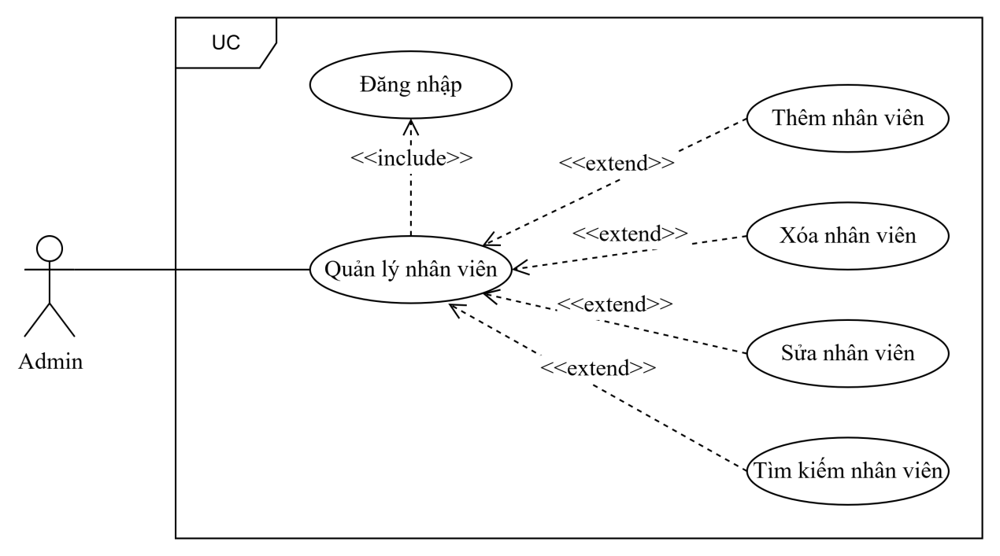 UC
Đăng nhập
Thêm nhân viên
<<include>>
<<extend>>
<<extend>>
Xóa nhân viên
Quản lý nhân viên
<<extend>>
Sửa nhân viên
Admin
<<extend>>
Tìm kiếm nhân viên